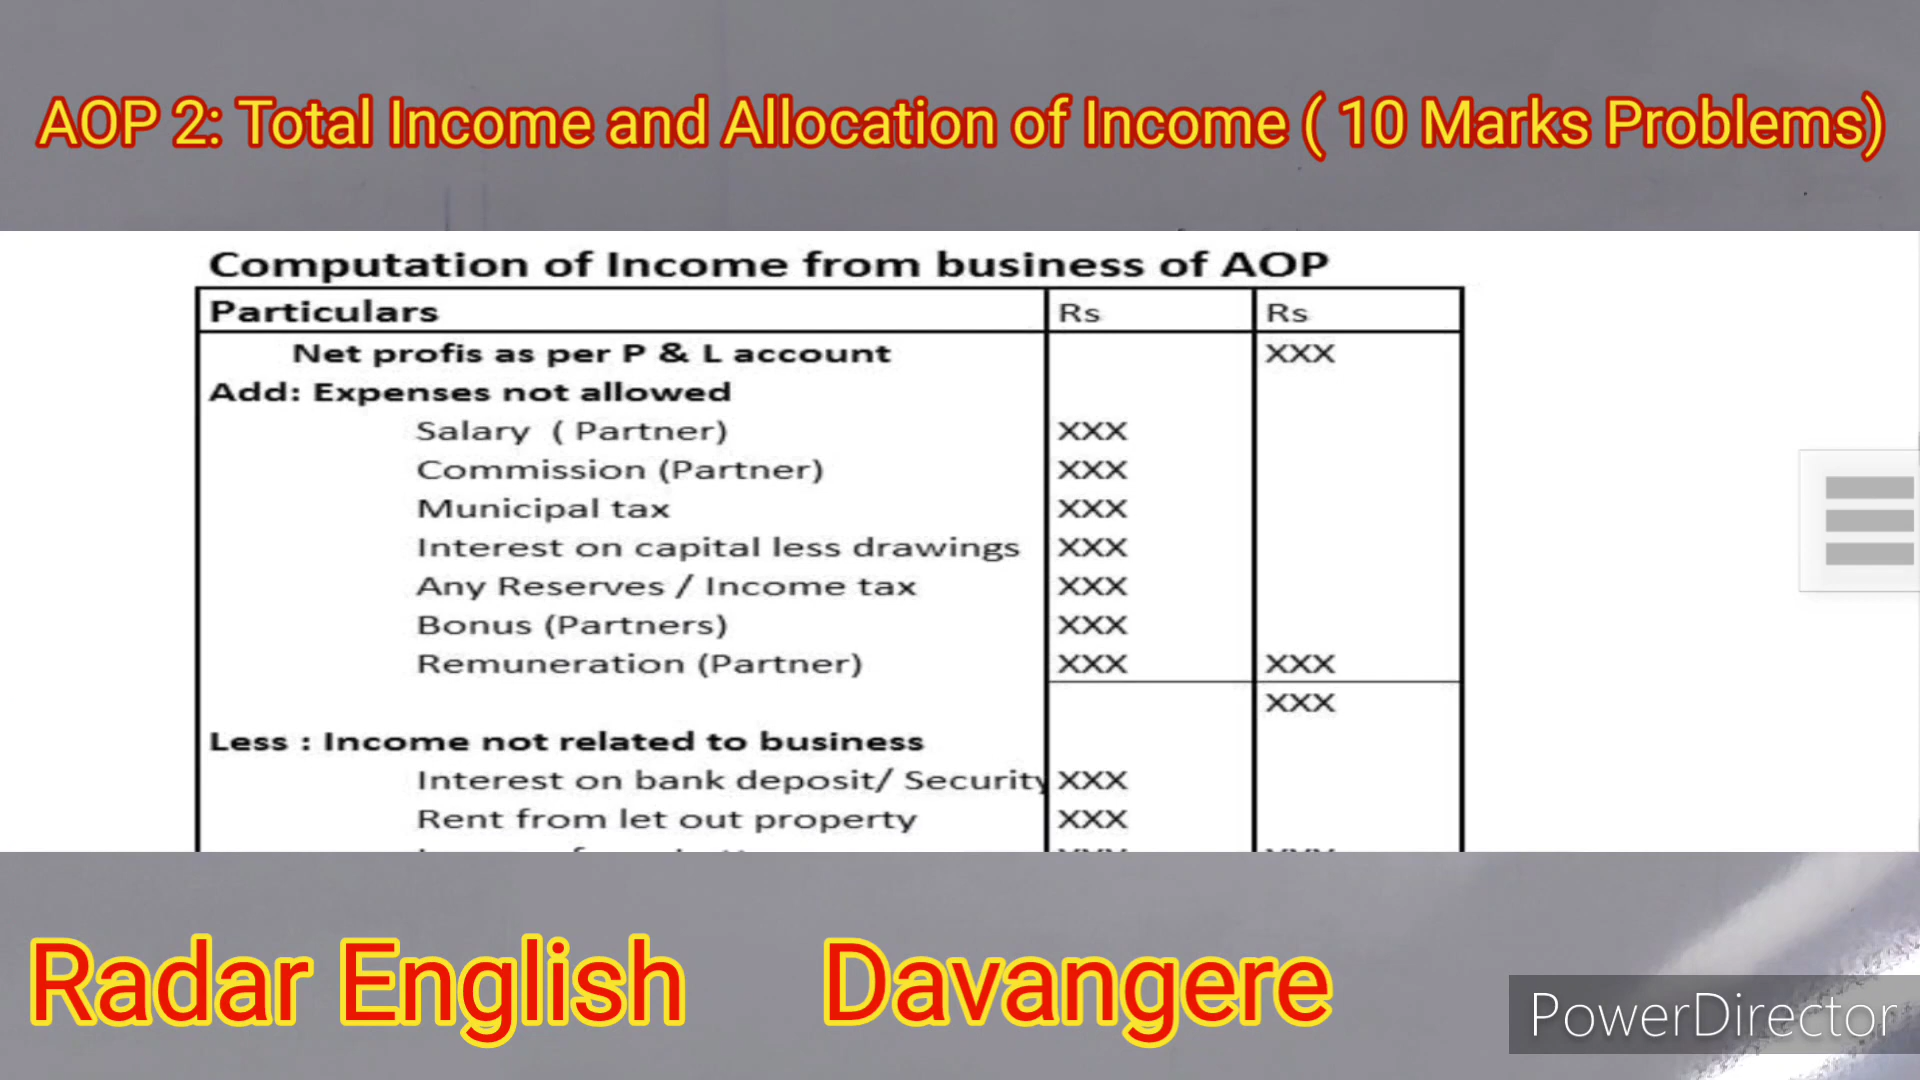 AOP 2: Total Income and Allocation of Income ( 10 Marks Problems)
Computation of Income from business of AOP
Particulars Rs Rs
Net profis as per P & L account XXX
Add: Expenses not allowed
Salary ( Partner) XXX
Commission (Partner) XXX
Municipal tax XXX
Interest on capital less drawings XXX
Any Reserves / Income tax XXX
Bonus (Partners) XXX
Remuneration (Partner) XXX XXX
XXX
Less : Income not related to business
Interest on bank deposit/ Security XXX
Rent from let out property XXX
Radar English Davangere
PowerDirector